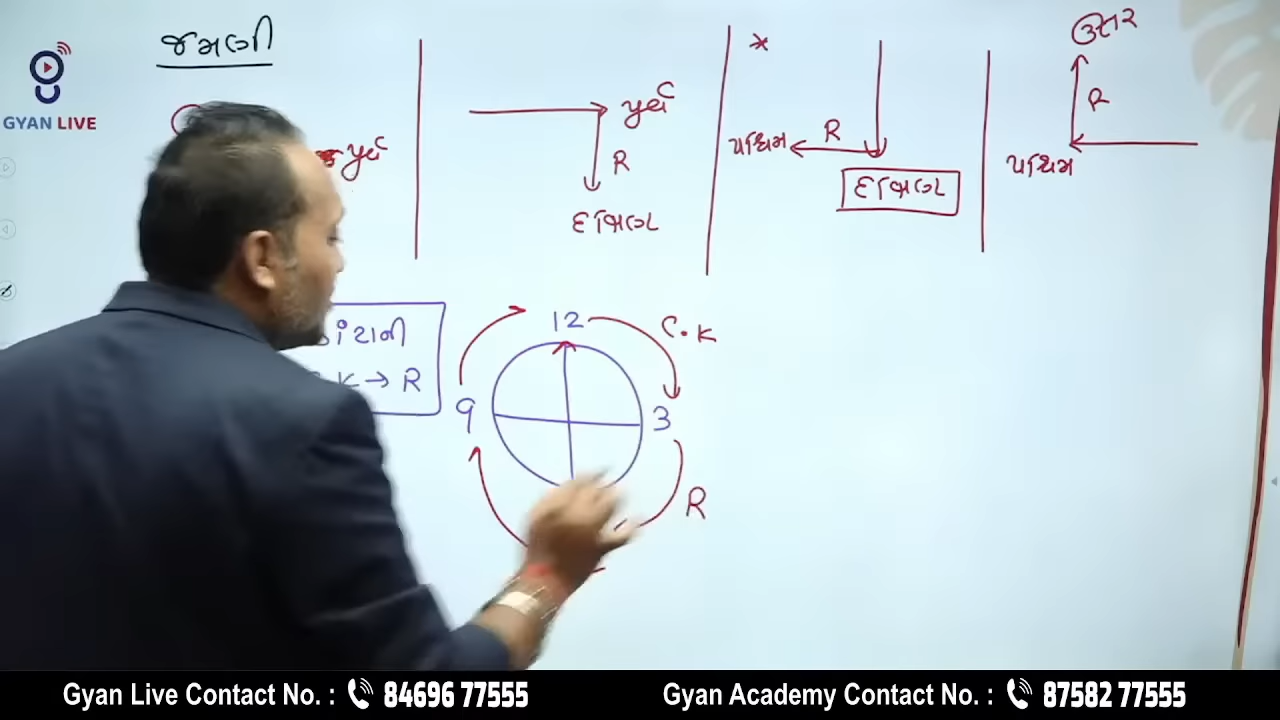 GYAN LIVE
જમણી
પુર્વ
પુર્વ
R
દક્ષિણ
*
પશ્ચિમ
R
દક્ષિણ
ઉત્તર
R
પશ્ચિમ
કાંટાની
K → R
12
C.K
9
3
R
Gyan Live Contact No. : 84696 77555
Gyan Academy Contact No. : 87582 77555